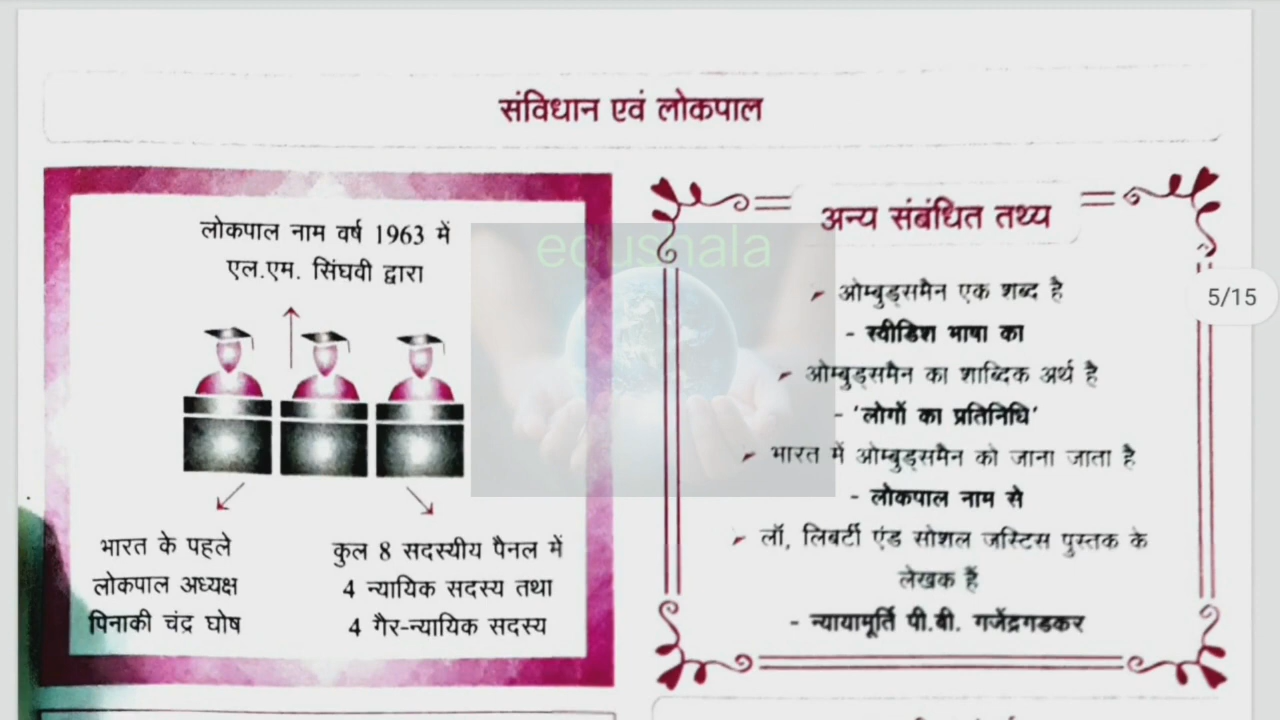 संविधान एवं लोकपाल
लोकपाल नाम वर्ष 1963 में
एल.एम. सिंघवी द्वारा
भारत के पहले
लोकपाल अध्यक्ष
पिनाकी चंद्र घोष
कुल 8 सदस्यीय पैनल में
4 न्यायिक सदस्य तथा
4 गैर-न्यायिक सदस्य
edushala
अन्य संबंधित तथ्य
5/15
ओम्बुड्समैन एक शब्द है
- स्वीडिश भाषा का
ओम्बुड्समैन का शाब्दिक अर्थ है
- 'लोगों का प्रतिनिधि'
भारत में ओम्बुड्समैन को जाना जाता है
- लोकपाल नाम से
लॉ, लिबर्टी एंड सोशल जस्टिस पुस्तक के
लेखक हैं
- न्यायामूर्ति पी.बी. गजेंद्रगडकर